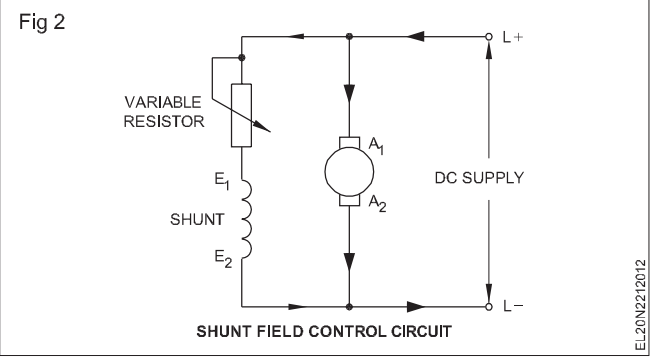 Fig 2
L+
VARIABLE
RESISTOR
A1
E1
DC SUPPLY
A2
SHUNT
E2
L−
SHUNT FIELD CONTROL CIRCUIT
EL20N2212012